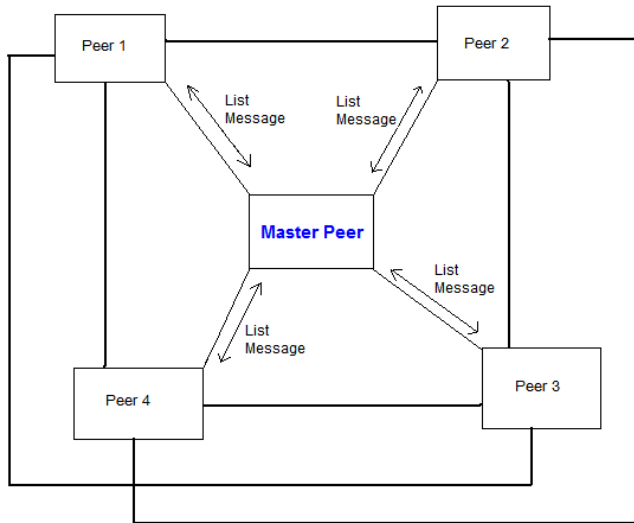 Peer 1
Peer 2
List
Message
List
Message
Master Peer
List
Message
List
Message
Peer 4
Peer 3